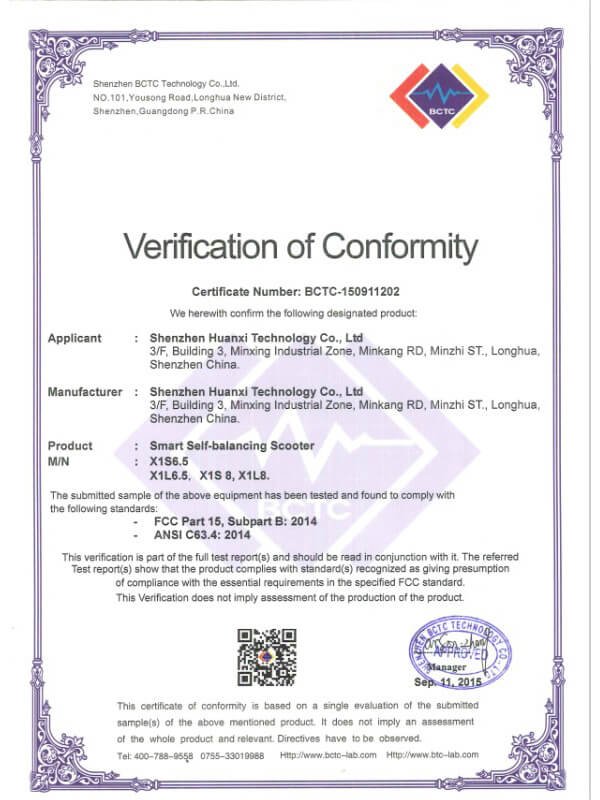 Shenzhen BCTC Technology Co.,Ltd.
NO.101,Yousong Road,Longhua New District,
Shenzhen,Guangdong P.R.China
BCTC
Verification of Conformity
Certificate Number: BCTC-150911202
We herewith confirm the following designated product:
Applicant : Shenzhen Huanxi Technology Co., Ltd
3/F, Building 3, Minxing Industrial Zone, Minkang RD, Minzhi ST., Longhua,
Shenzhen China.
Manufacturer : Shenzhen Huanxi Technology Co., Ltd
3/F, Building 3, Minxing Industrial Zone, Minkang RD, Minzhi ST., Longhua,
Shenzhen China.
Product : Smart Self-balancing Scooter
M/N : X1S6.5
X1L6.5, X1S 8, X1L8.
The submitted sample of the above equipment has been tested and found to comply with
the following standards:
BCTC
- FCC Part 15, Subpart B: 2014
- ANSI C63.4: 2014
This verification is part of the full test report(s) and should be read in conjunction with it. The referred
Test report(s) show that the product complies with standard(s) recognized as giving presumption
of compliance with the essential requirements in the specified FCC standard.
This Verification does not imply assessment of the production of the product.
SHENZHEN BCTC TECHNOLOGY CO., LTD
APPROVED
Manager
Sep. 11, 2015
This certificate of conformity is based on a single evaluation of the submitted
sample(s) of the above mentioned product. It does not imply an assessment
of the whole product and relevant. Directives have to be observed.
Tel: 400-788-9558 0755-33019988 Http://www.bctc-lab.com Http://www.btc-lab.com